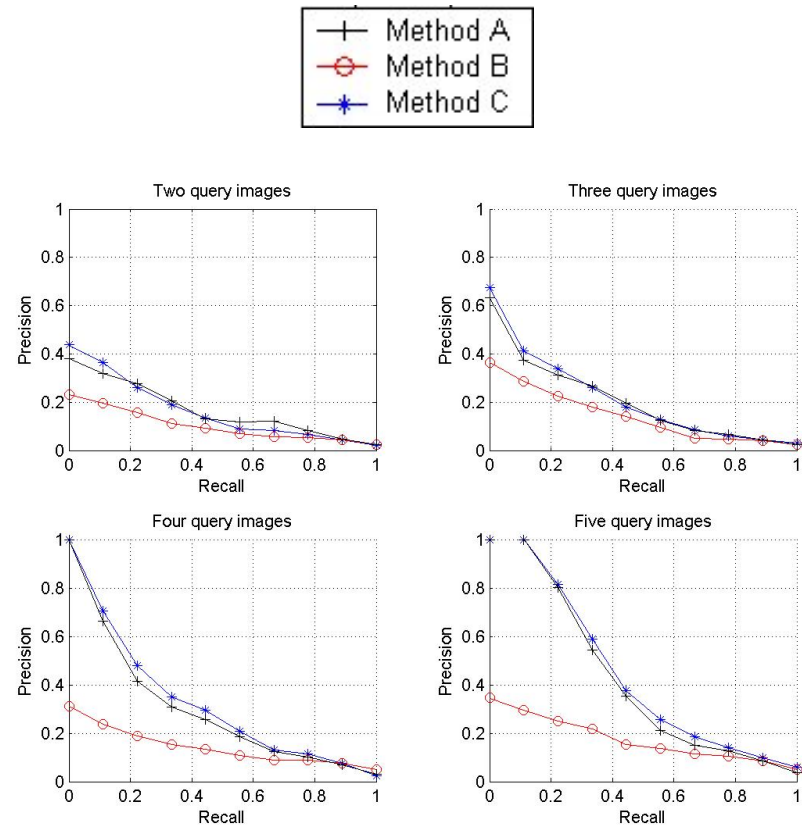 Method A
Method B
Method C
Two query images
1
0.8
0.6
0.4
0.2
0
Precision
0 0.2 0.4 0.6 0.8 1
Recall
Three query images
1
0.8
0.6
0.4
0.2
0
Precision
0 0.2 0.4 0.6 0.8 1
Recall
Four query images
1
0.8
0.6
0.4
0.2
0
Precision
0 0.2 0.4 0.6 0.8 1
Recall
Five query images
1
0.8
0.6
0.4
0.2
0
Precision
0 0.2 0.4 0.6 0.8 1
Recall